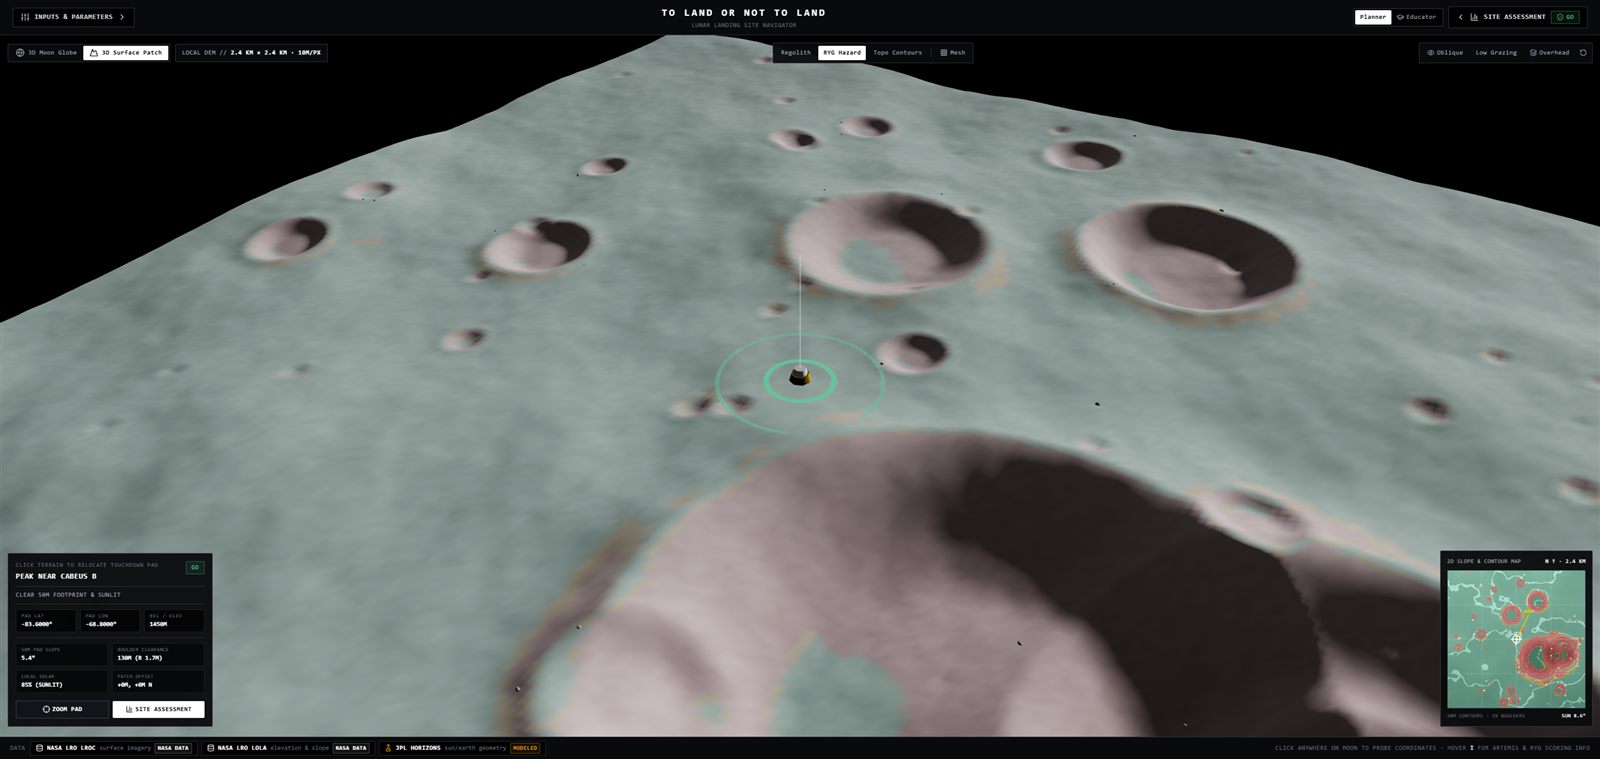 INPUTS & PARAMETERS
TO LAND OR NOT TO LAND
LUNAR LANDING SITE NAVIGATOR
Planner
Educator
SITE ASSESSMENT
GO
3D Moon Globe
3D Surface Patch
LOCAL DEM // 2.4 KM × 2.4 KM · 10M/PX
Regolith
RYG Hazard
Topo Contours
Mesh
Oblique
Low Grazing
Overhead
CLICK TERRAIN TO RELOCATE TOUCHDOWN PAD
PEAK NEAR CABEUS B
GO
CLEAR 50M FOOTPRINT & SUNLIT
PAD LAT
-83.6000°
PAD LON
-68.8000°
REL / ELEV
1450M
50M PAD SLOPE
5.4°
BOULDER CLEARANCE
130M (R 1.7M)
LOCAL SOLAR
85% (SUNLIT)
PATCH OFFSET
+0M, +0M N
ZOOM PAD
SITE ASSESSMENT
2D SLOPE & CONTOUR MAP
N ↑ · 2.4 KM
SUN 8.6°
DATA
NASA LRO LROC surface imagery NASA DATA
NASA LRO LOLA elevation & slope NASA DATA
JPL HORIZONS sun/earth geometry MODELED
CLICK ANYWHERE ON MOON TO PROBE COORDINATES · HOVER I FOR ARTEMIS & RYG SCORING INFO